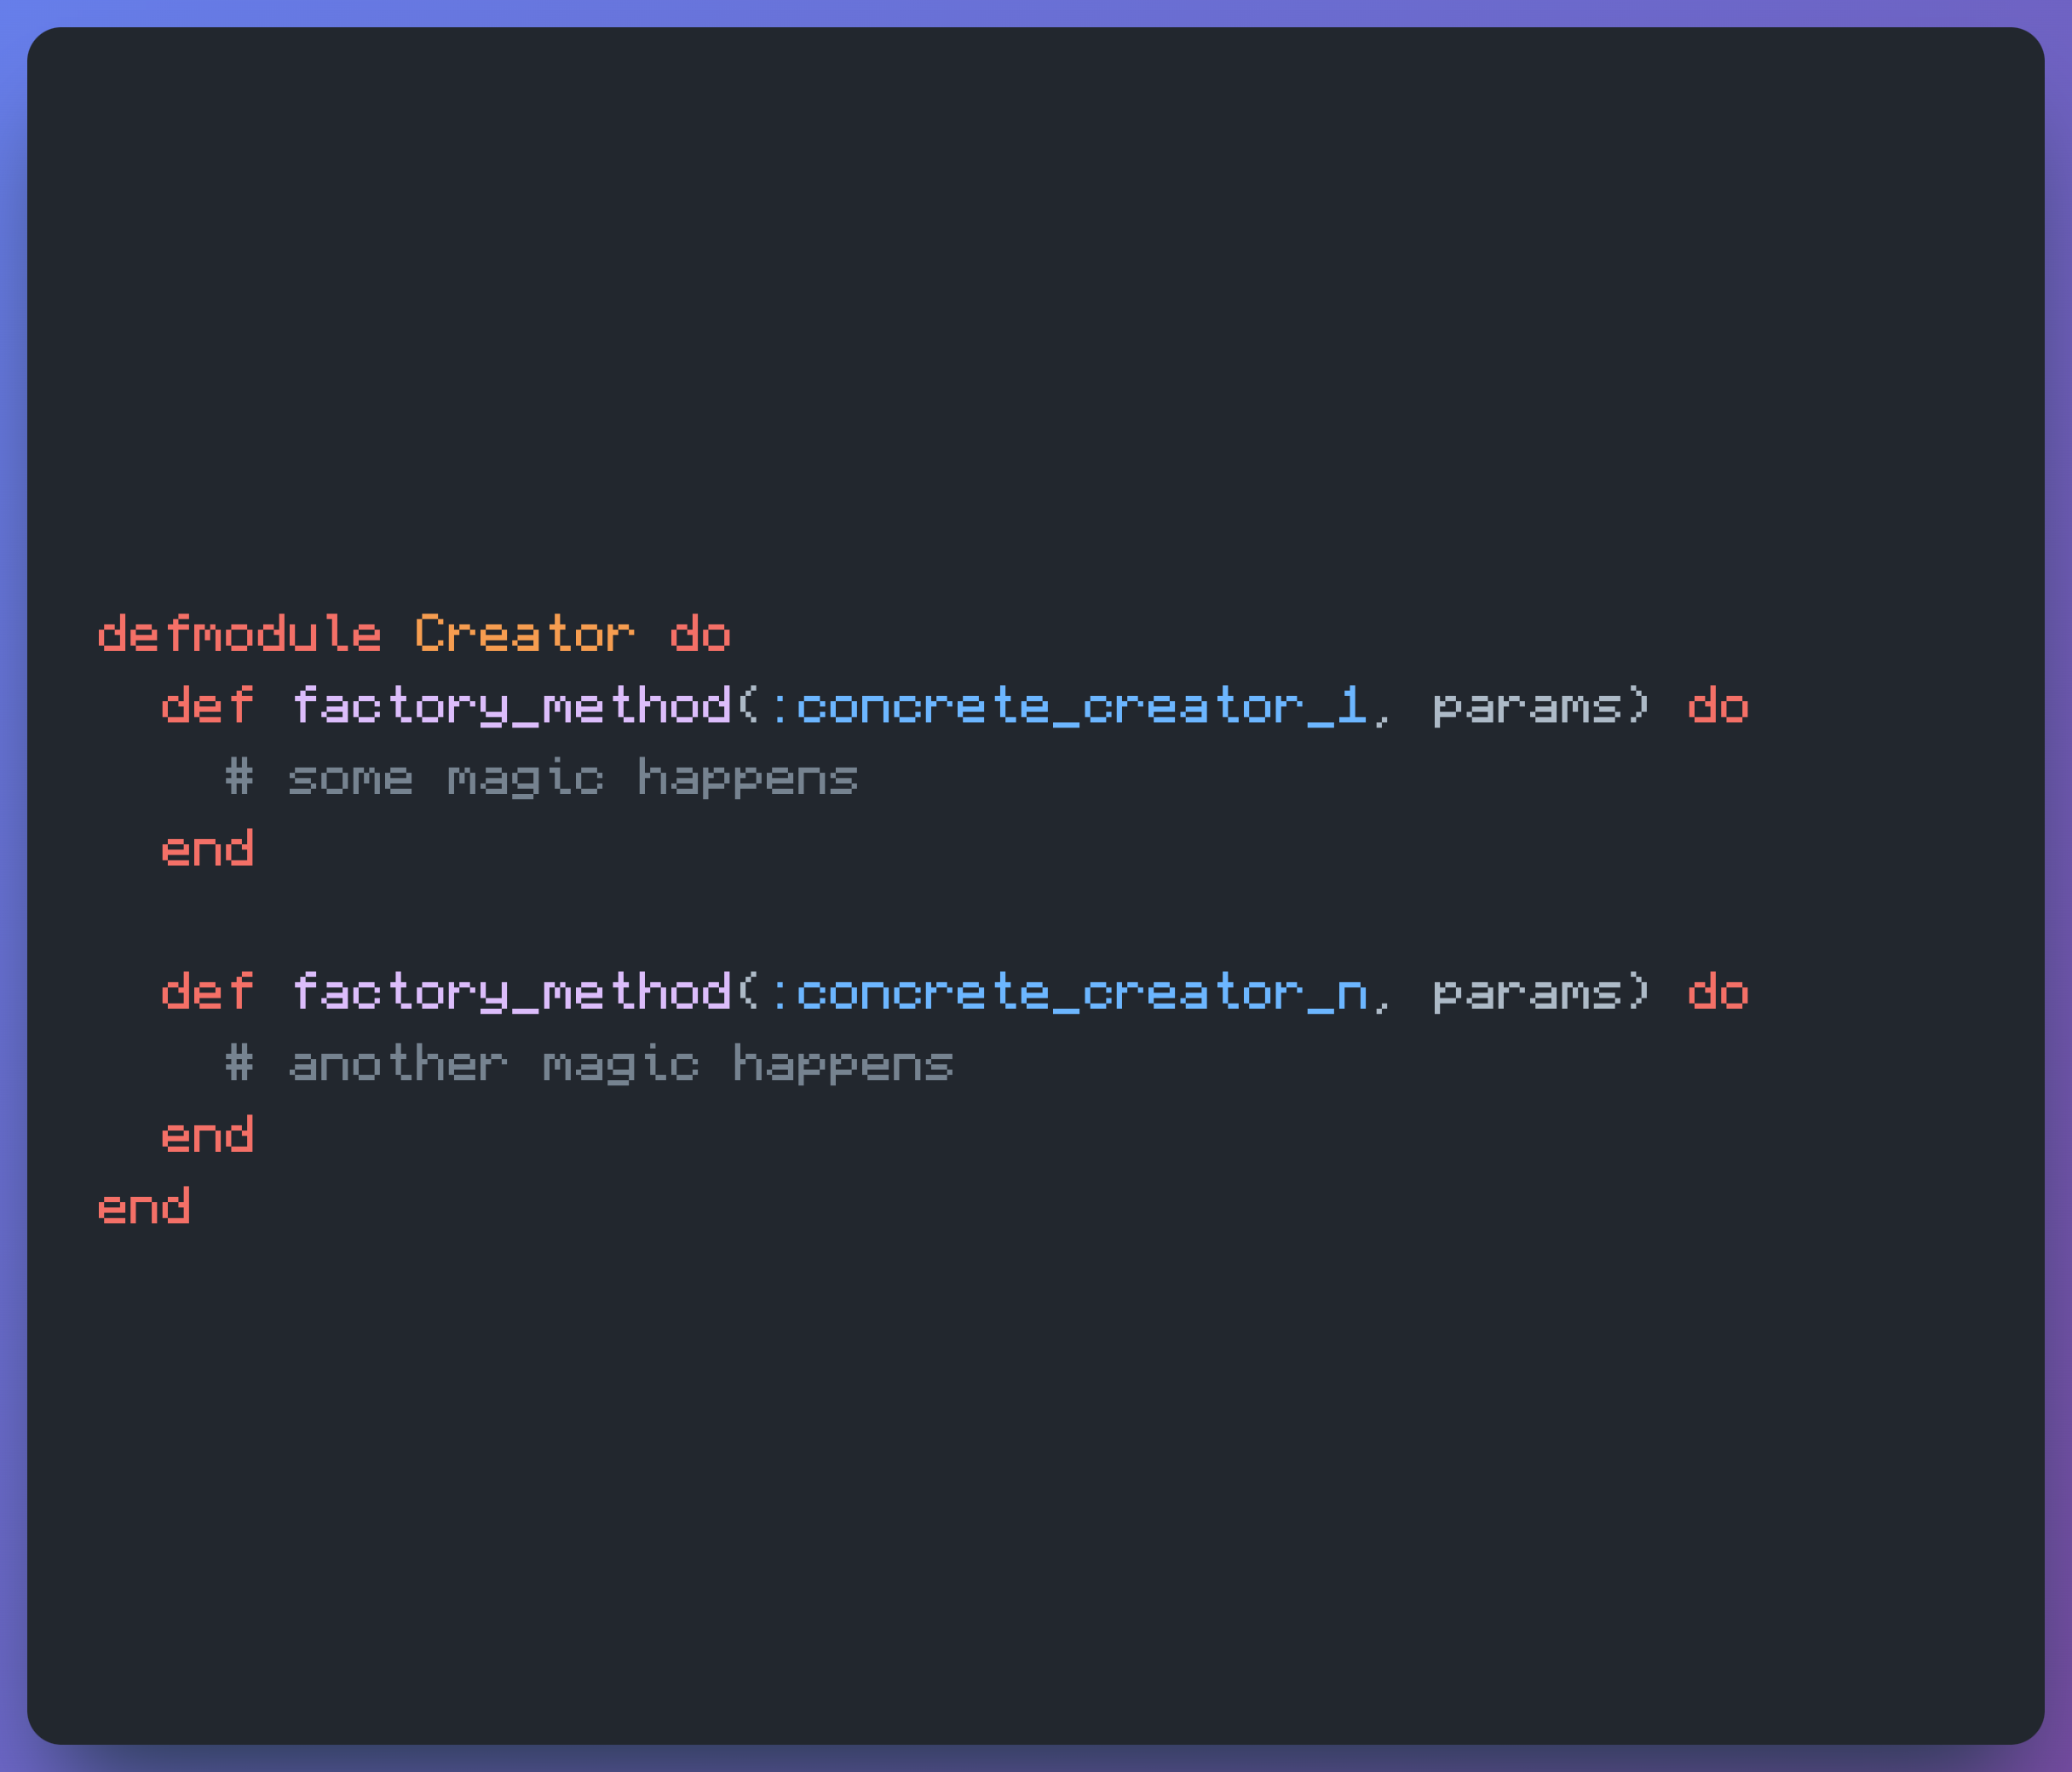 defmodule Creator do
  def factory_method(:concrete_creator_1, params) do
    # some magic happens
  end

  def factory_method(:concrete_creator_n, params) do
    # another magic happens
  end
end